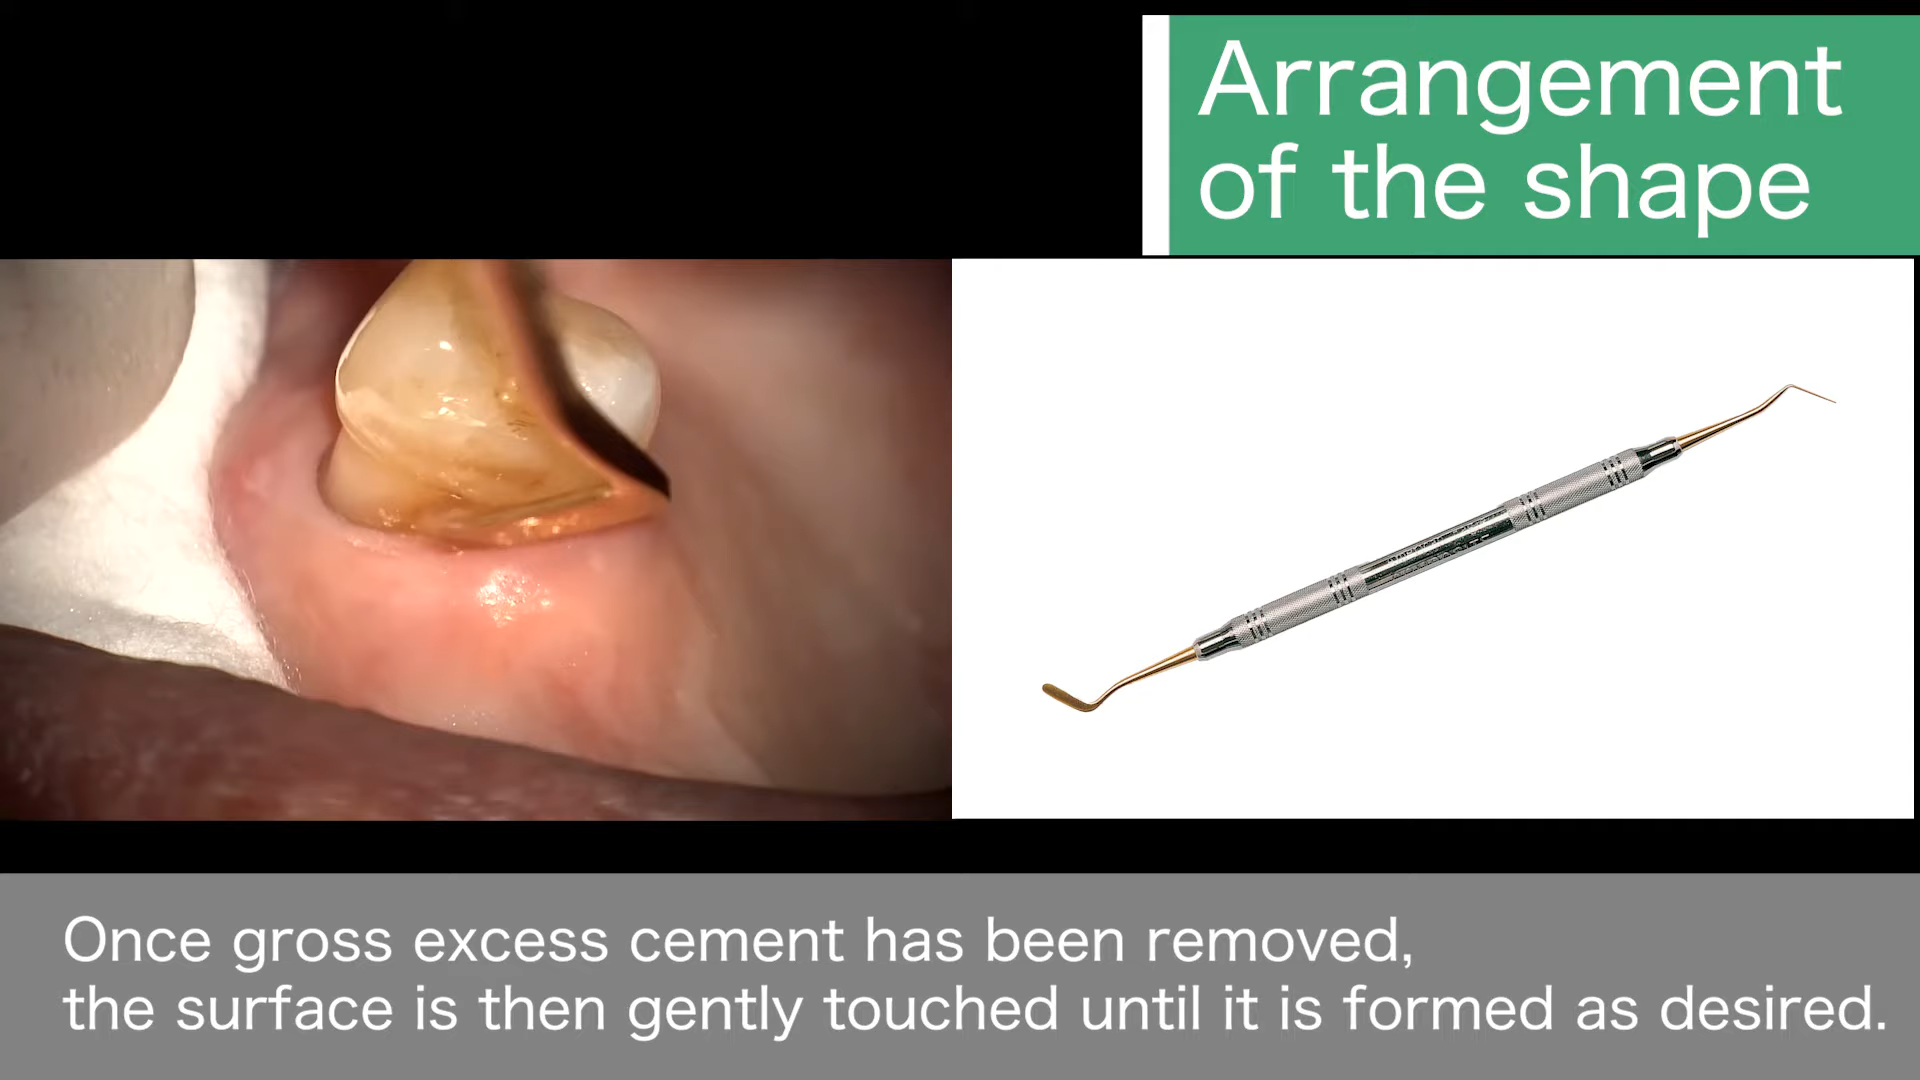 Arrangement
of the shape
Once gross excess cement has been removed,
the surface is then gently touched until it is formed as desired.